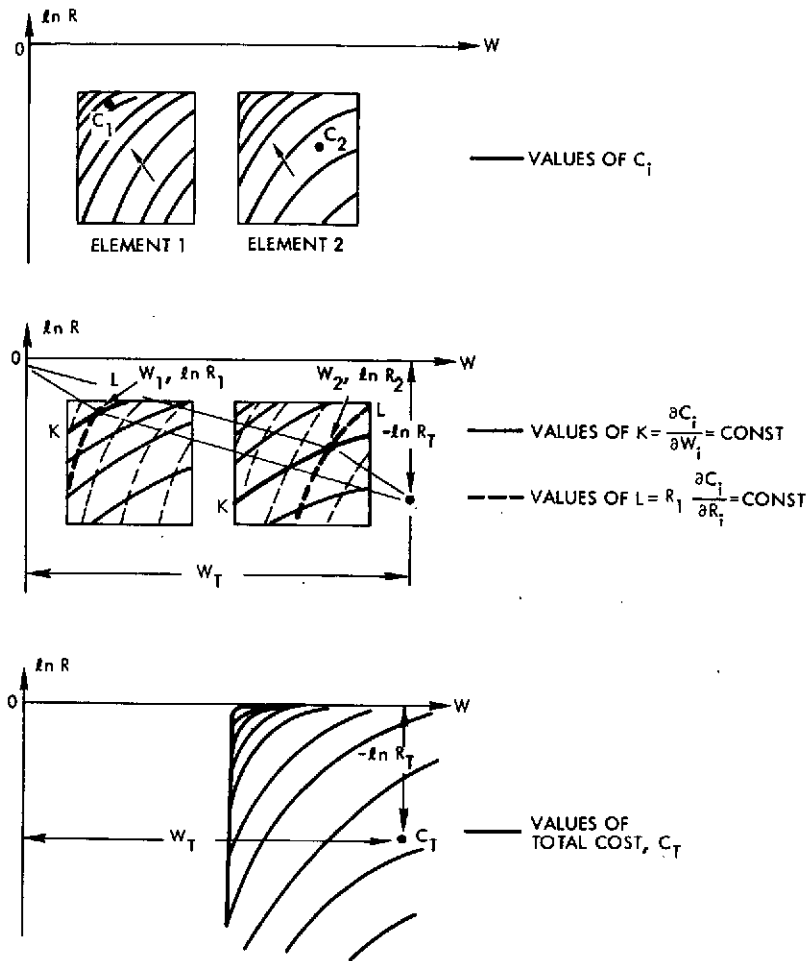 ln R
0
W
C1
C2
VALUES OF Ci
ELEMENT 1
ELEMENT 2
ln R
0
W
L
W1, ln R1
W2, ln R2
L
K
-ln RT
VALUES OF K = ∂Ci/∂Wi = CONST
K
VALUES OF L = R1 ∂Ci/∂Ri = CONST
WT
ln R
0
W
-ln RT
WT
CT
VALUES OF
TOTAL COST, CT